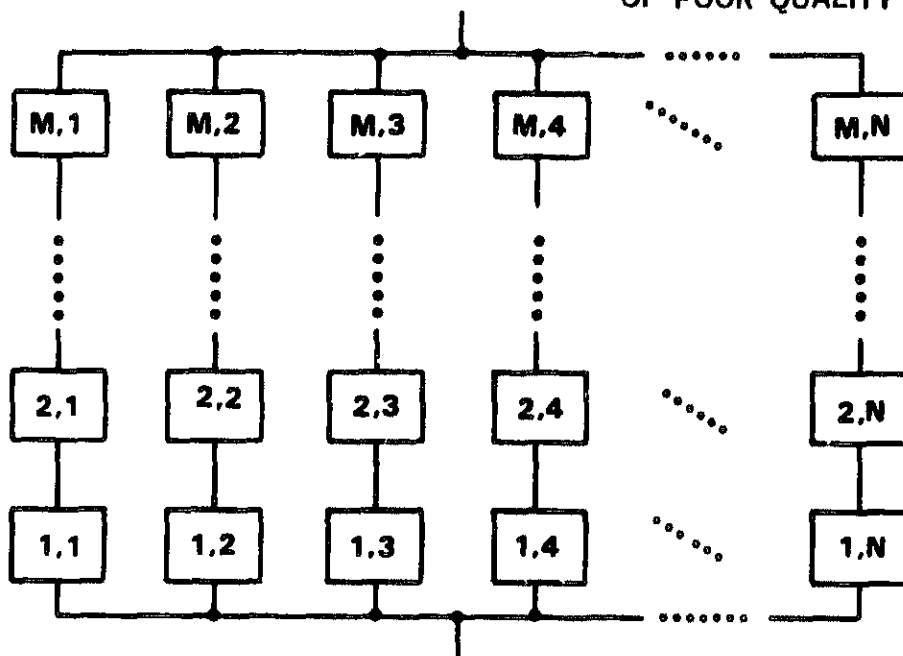 OF POOR QUALITY
M,1 M,2 M,3 M,4 M,N
2,1 2,2 2,3 2,4 2,N
1,1 1,2 1,3 1,4 1,N